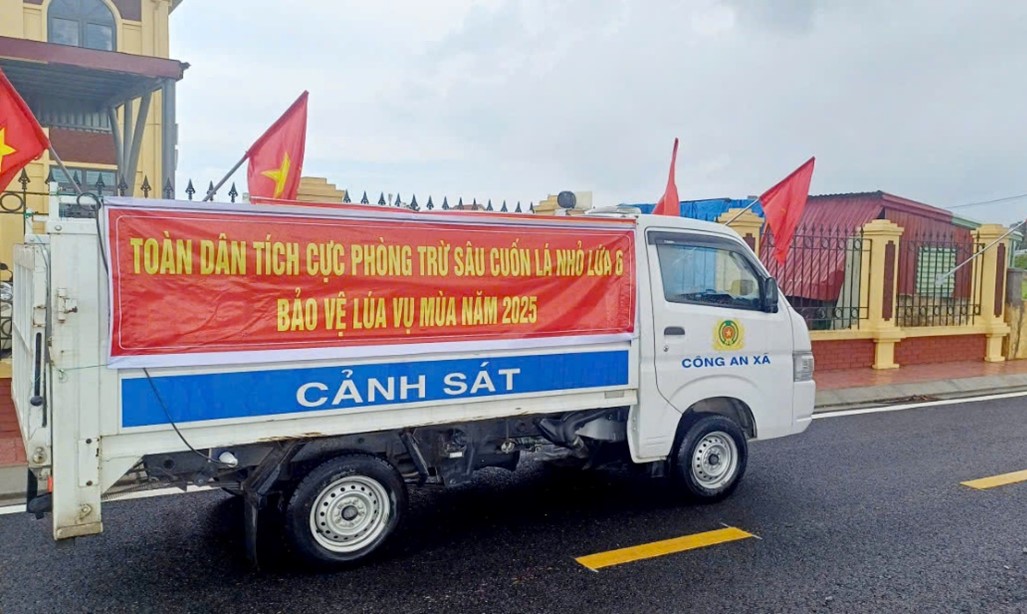 TOÀN DÂN TÍCH CỰC PHÒNG TRỪ SÂU CUỐN LÁ NHỎ LỨA 6
BẢO VỆ LÚA VỤ MÙA NĂM 2025
CẢNH SÁT
CÔNG AN XÃ